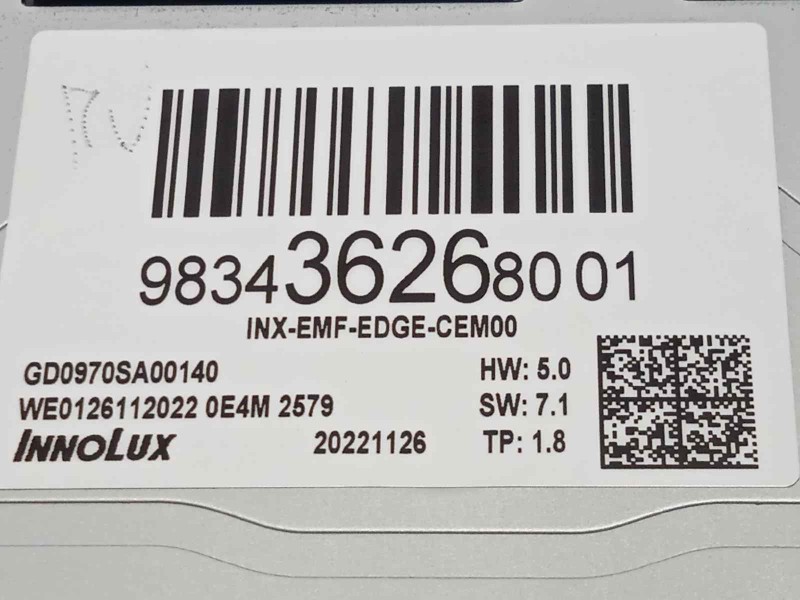 9834362680 01
INX-EMF-EDGE-CEM00
GD0970SA00140
HW: 5.0
WE0126112022 0E4M 2579
SW: 7.1
INNOLUX
20221126
TP: 1.8